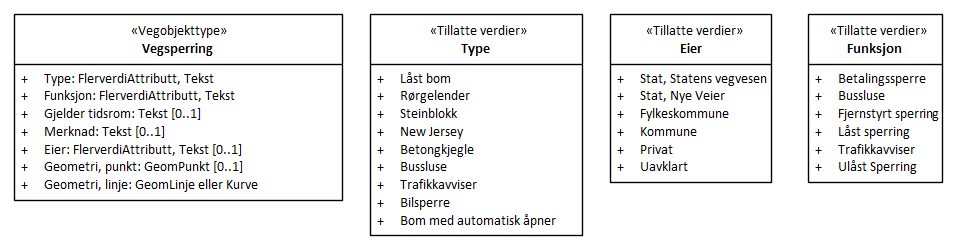 «Vegobjekttype»
Vegsperring
+ Type: FlerverdiAttributt, Tekst
+ Funksjon: FlerverdiAttributt, Tekst
+ Gjelder tidsrom: Tekst [0..1]
+ Merknad: Tekst [0..1]
+ Eier: FlerverdiAttributt, Tekst [0..1]
+ Geometri, punkt: GeomPunkt [0..1]
+ Geometri, linje: GeomLinje eller Kurve
«Tillatte verdier»
Type
+ Låst bom
+ Rørgelender
+ Steinblokk
+ New Jersey
+ Betongkjegle
+ Bussluse
+ Trafikkavviser
+ Bilsperre
+ Bom med automatisk åpner
«Tillatte verdier»
Eier
+ Stat, Statens vegvesen
+ Stat, Nye Veier
+ Fylkeskommune
+ Kommune
+ Privat
+ Uavklart
«Tillatte verdier»
Funksjon
+ Betalingssperre
+ Bussluse
+ Fjernstyrt sperring
+ Låst sperring
+ Trafikkavviser
+ Ulåst Sperring